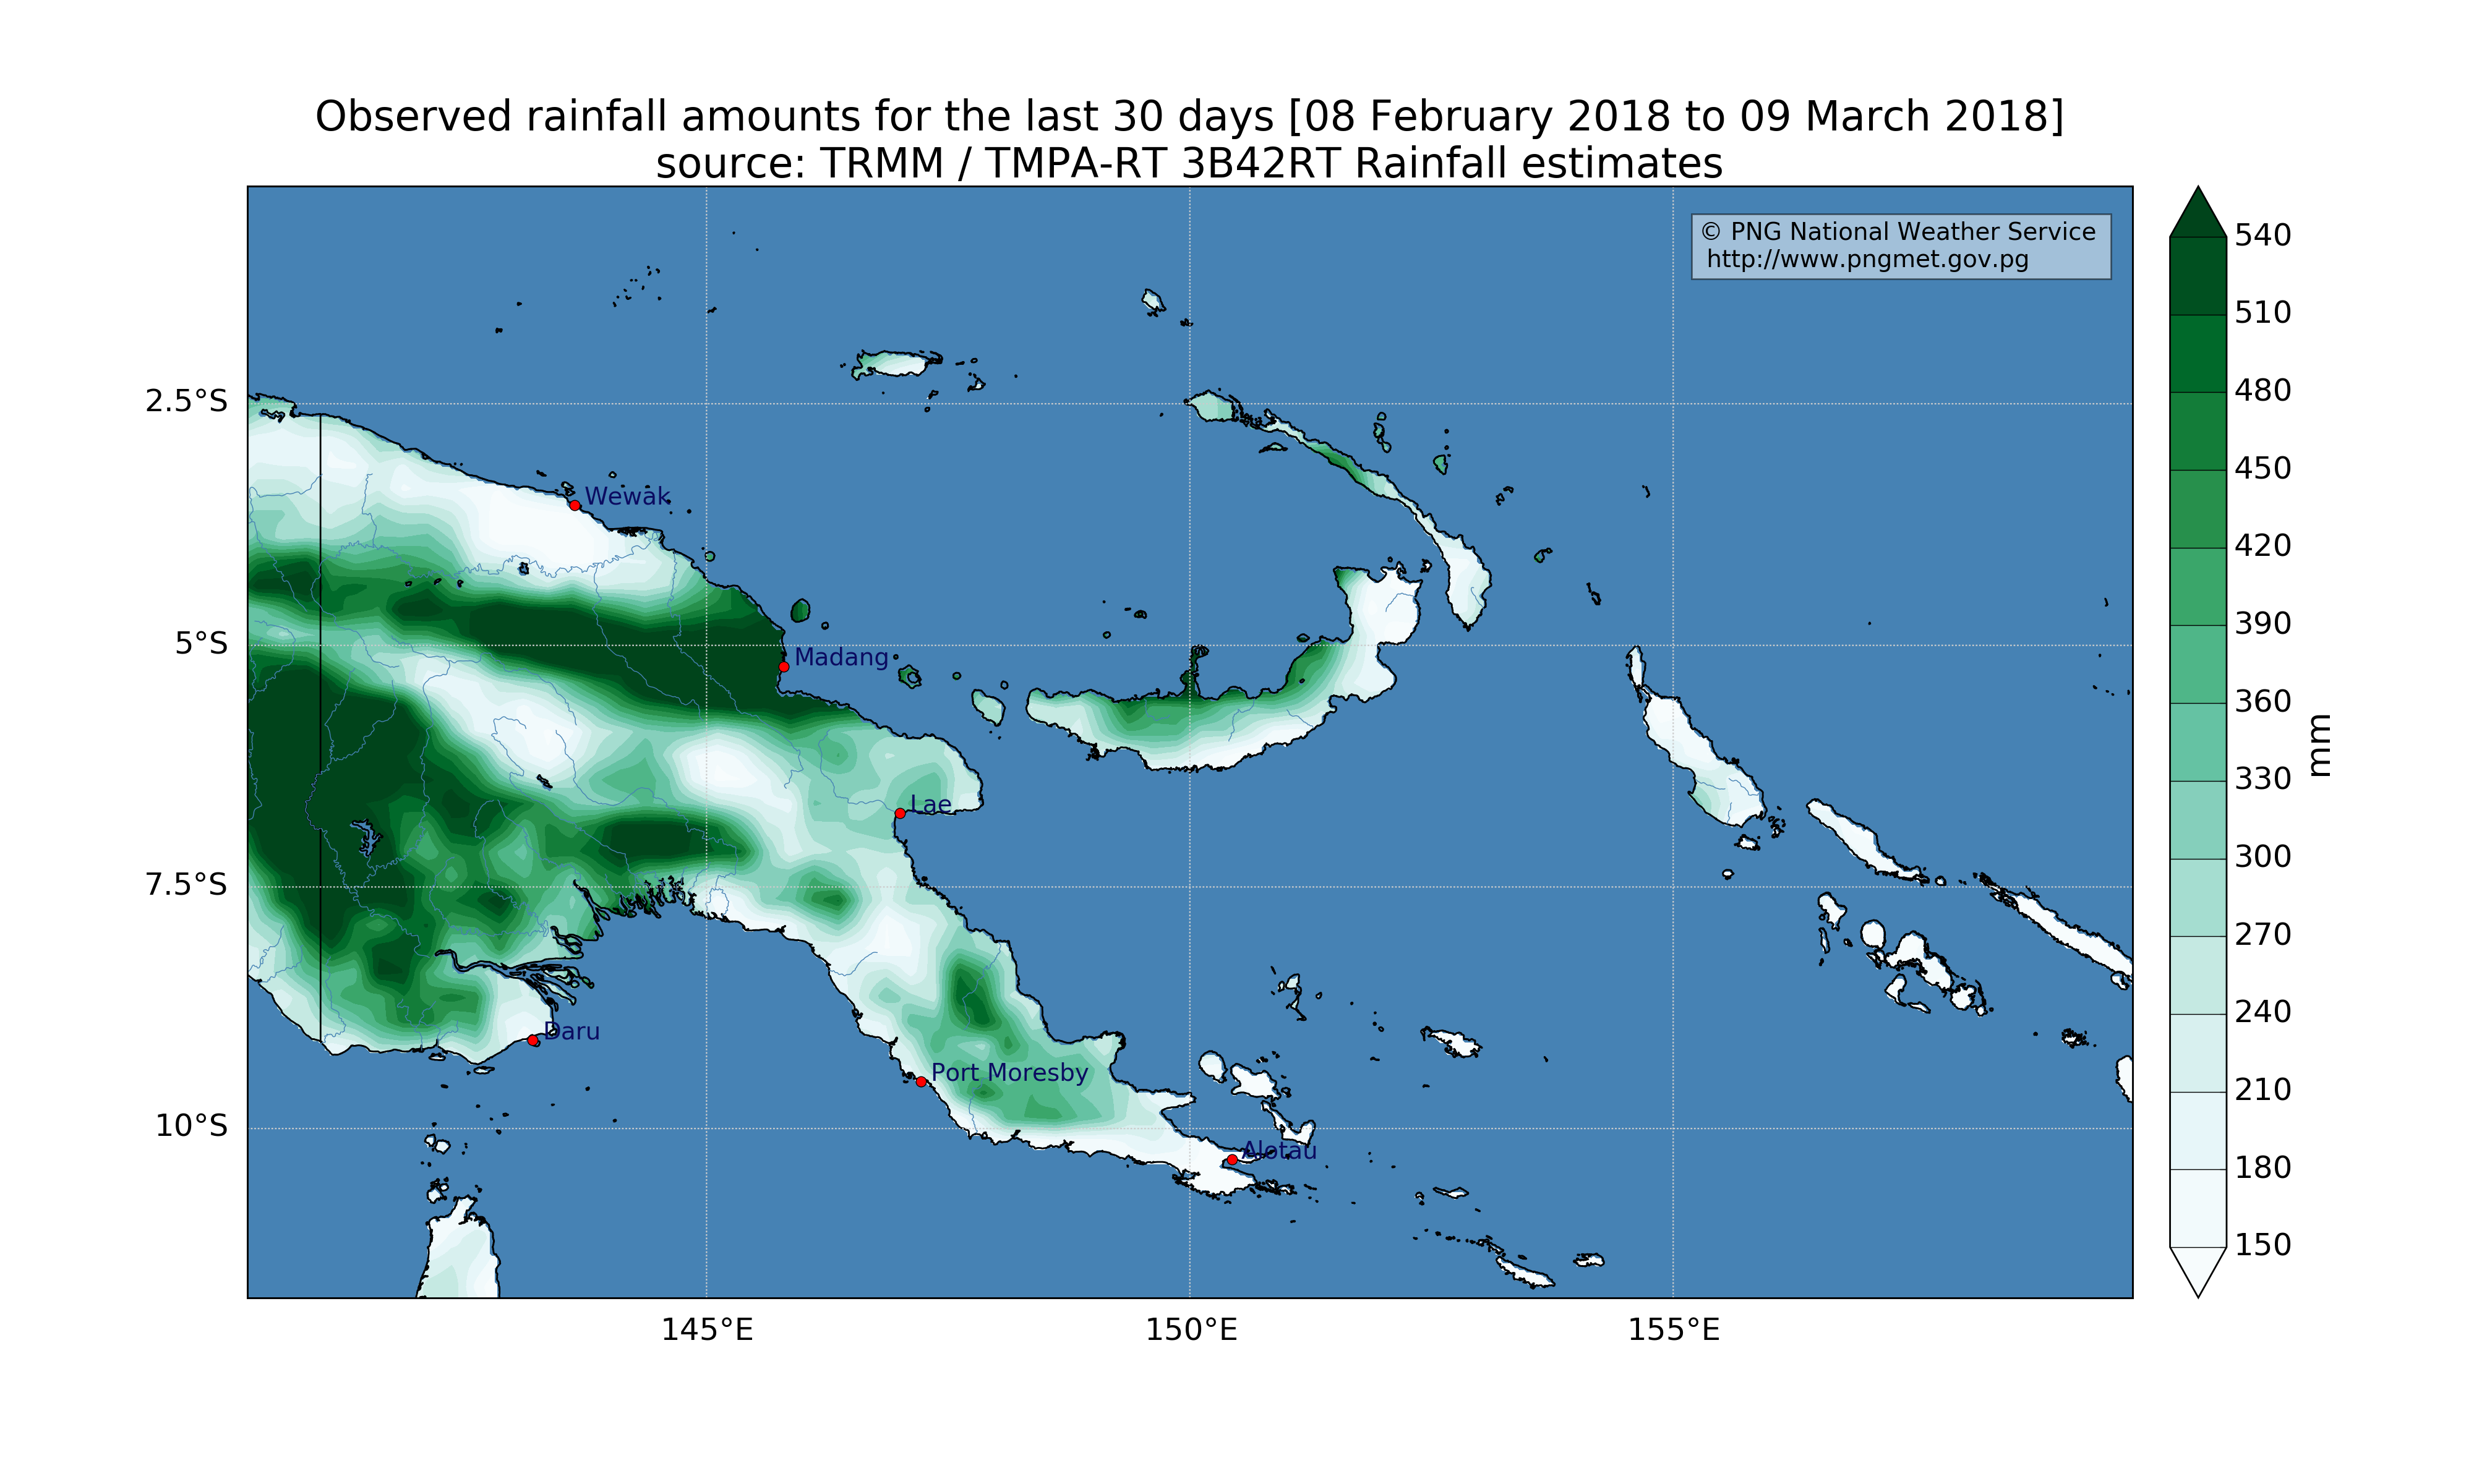 Observed rainfall amounts for the last 30 days [08 February 2018 to 09 March 2018]
source: TRMM / TMPA-RT 3B42RT Rainfall estimates
© PNG National Weather Service
http://www.pngmet.gov.pg
540
510
480
450
420
390
360
330
300
270
240
210
180
150
mm
2.5°S
5°S
7.5°S
10°S
Wewak
Madang
Lae
Daru
Port Moresby
Alotau
145°E
150°E
155°E